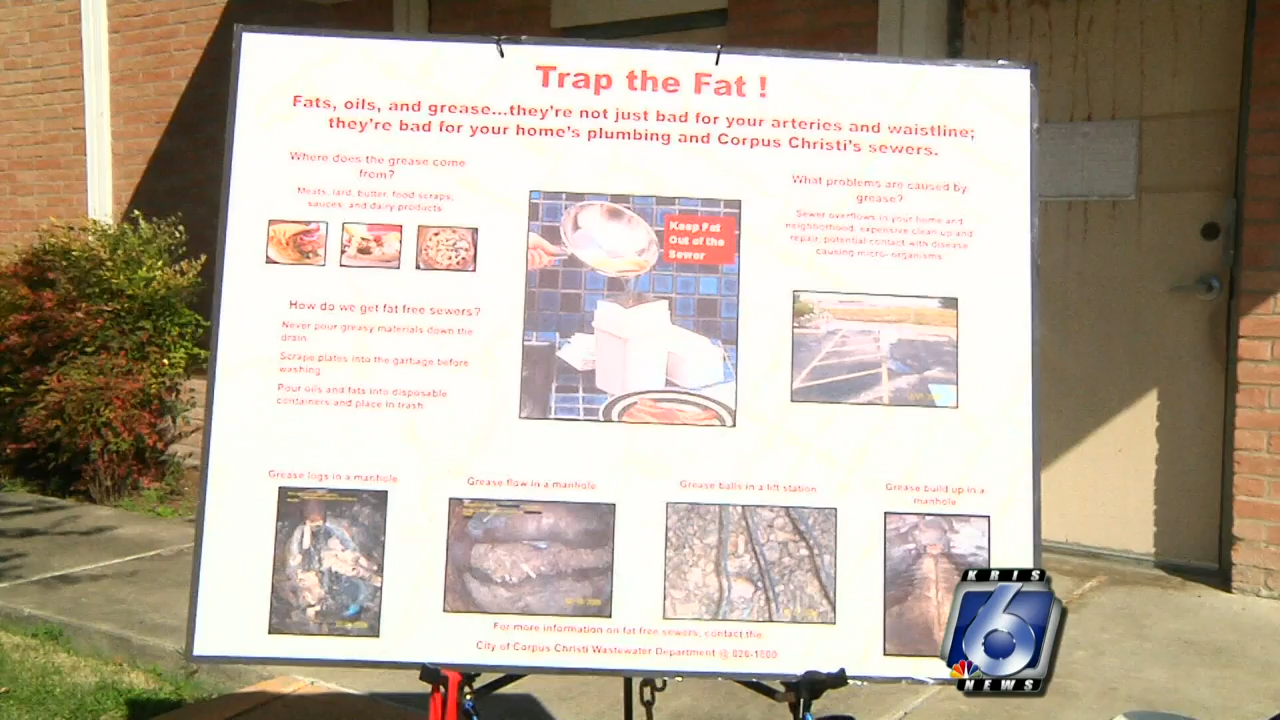 Trap the Fat !
Fats, oils, and grease...they're not just bad for your arteries and waistline;
they're bad for your home's plumbing and Corpus Christi's sewers.
Where does the grease come
from?
Meats, lard, butter, food scraps,
sauces, and dairy products
How do we get fat free sewers?
Never pour greasy materials down the
drain
Scrape plates into the garbage before
washing
Pour oils and fats into disposable
containers and place in trash
Keep Fat
Out of the
Sewer
What problems are caused by
grease?
Sewer overflows in your home and
neighborhood, expensive clean up and
repair, potential contact with disease
causing micro-organisms
Grease logs in a manhole
Grease flow in a manhole
Grease balls in a lift station
Grease build up in a
manhole
For more information on fat free sewers, contact the
City of Corpus Christi Wastewater Department @ 826-1800
KRIS
6
NEWS